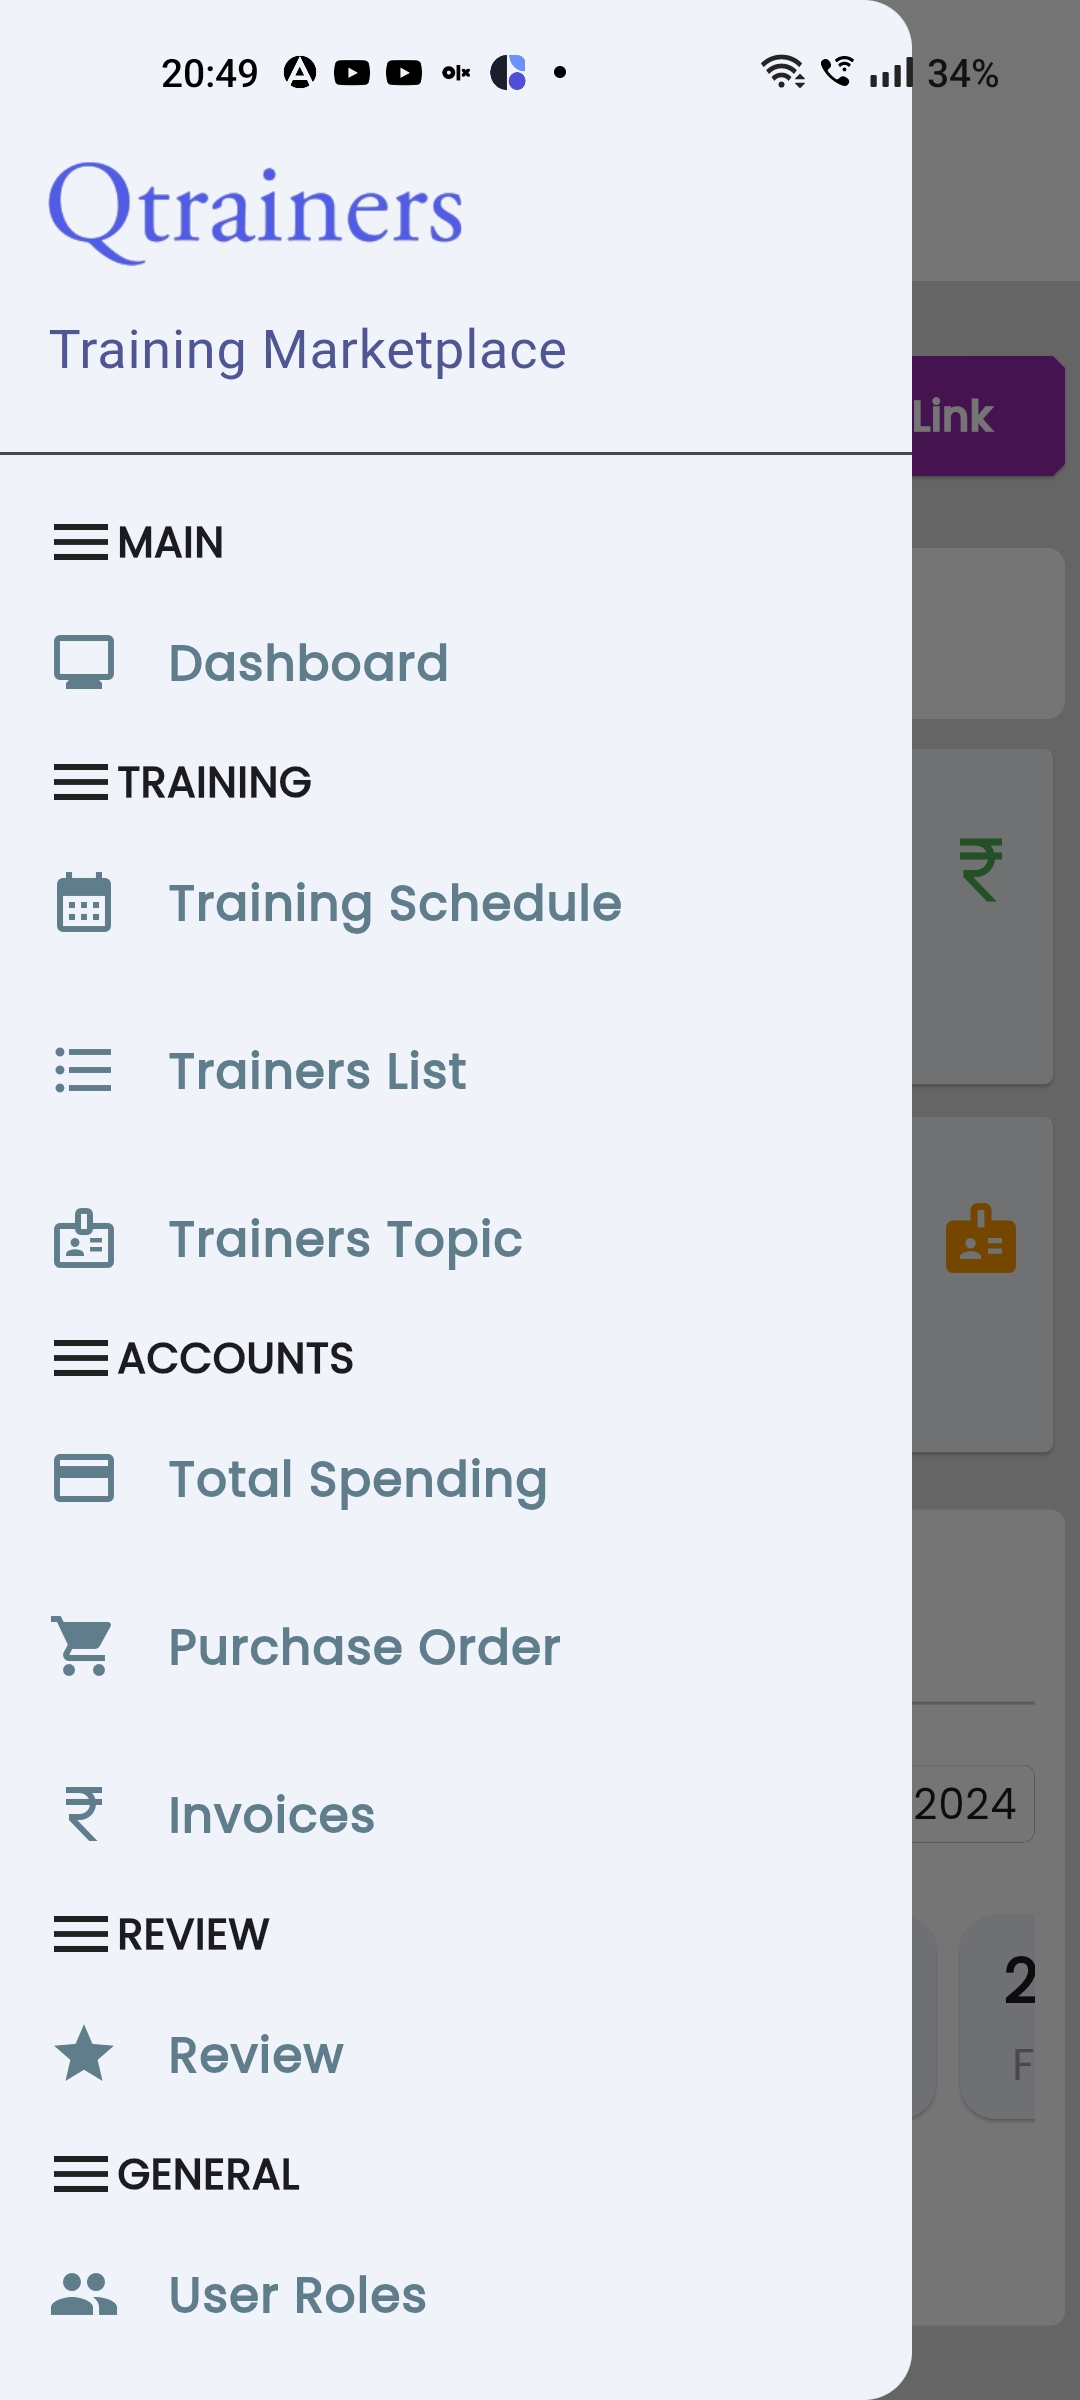 20:49 olx 34%
Qtrainers
Training Marketplace
Link
MAIN
Dashboard
TRAINING
Training Schedule
Trainers List
Trainers Topic
ACCOUNTS
Total Spending
Purchase Order
2024
Invoices
REVIEW
2
Review
F
GENERAL
User Roles